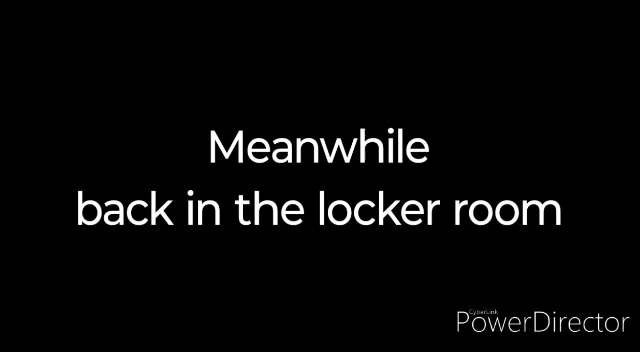 Meanwhile
back in the locker room
CyberLink
PowerDirector